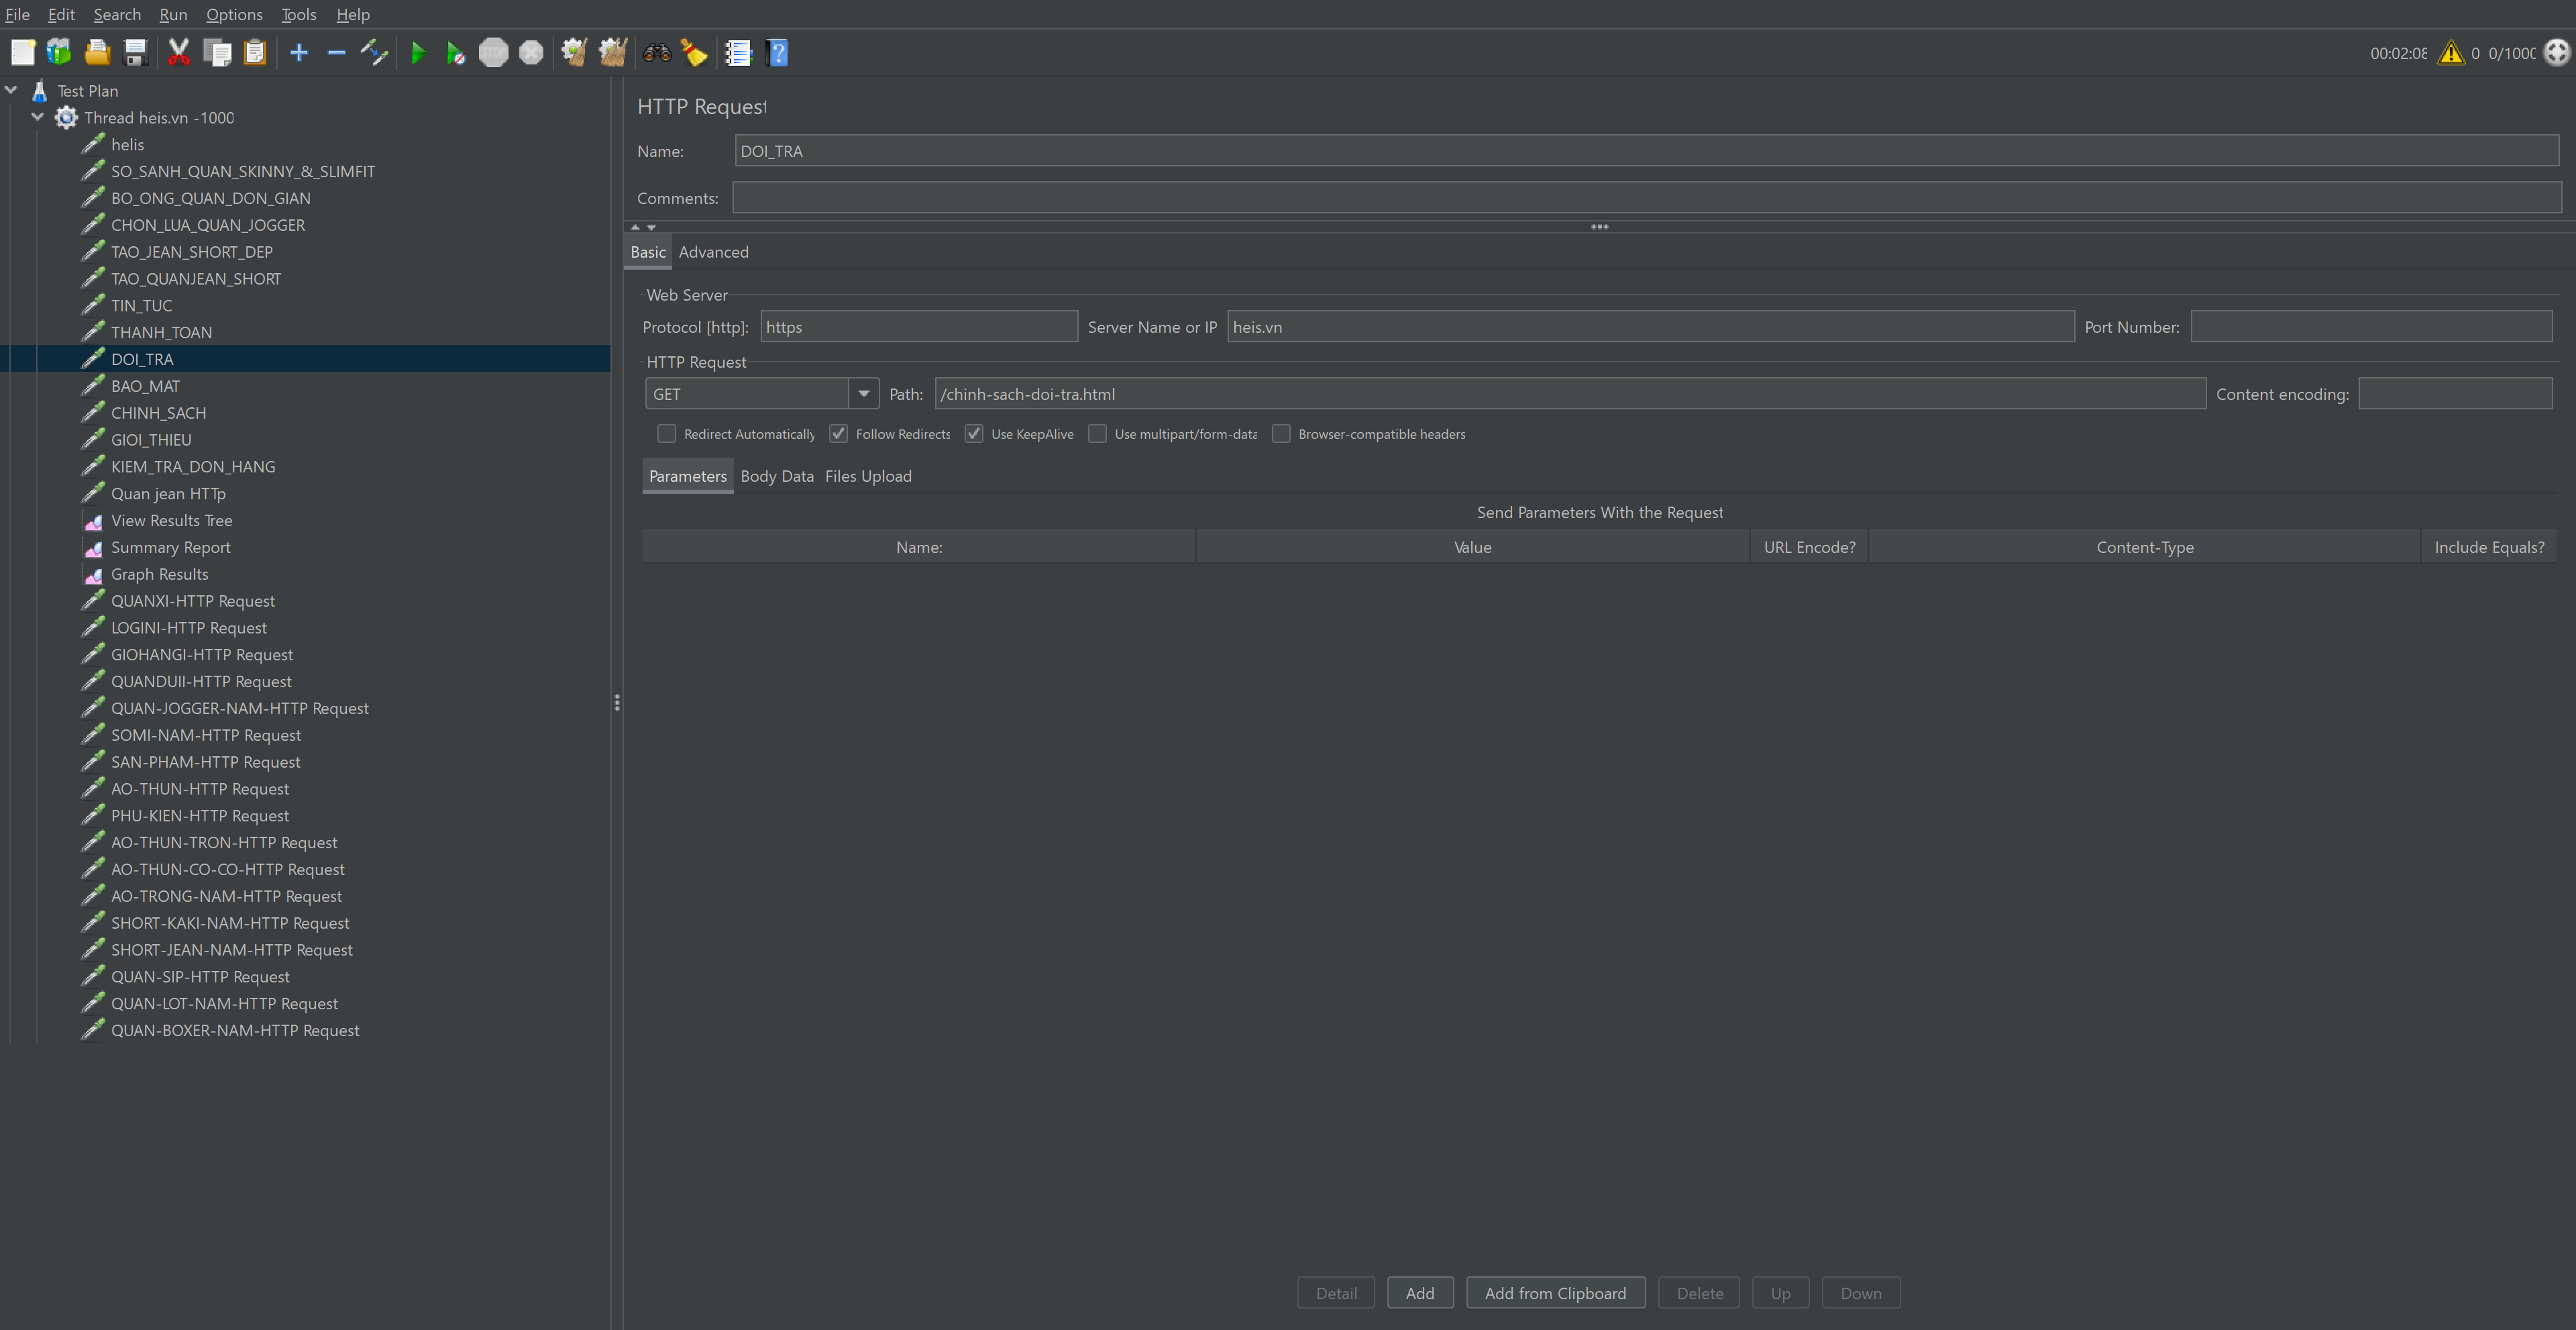 File Edit Search Run Options Tools Help
00:02:08 0 0/1000
Test Plan
Thread heis.vn -1000
helis
SO_SANH_QUAN_SKINNY_&_SLIMFIT
BO_ONG_QUAN_DON_GIAN
CHON_LUA_QUAN_JOGGER
TAO_JEAN_SHORT_DEP
TAO_QUANJEAN_SHORT
TIN_TUC
THANH_TOAN
DOI_TRA
BAO_MAT
CHINH_SACH
GIOI_THIEU
KIEM_TRA_DON_HANG
Quan jean HTTp
View Results Tree
Summary Report
Graph Results
QUANXI-HTTP Request
LOGINI-HTTP Request
GIOHANGI-HTTP Request
QUANDUII-HTTP Request
QUAN-JOGGER-NAM-HTTP Request
SOMI-NAM-HTTP Request
SAN-PHAM-HTTP Request
AO-THUN-HTTP Request
PHU-KIEN-HTTP Request
AO-THUN-TRON-HTTP Request
AO-THUN-CO-CO-HTTP Request
AO-TRONG-NAM-HTTP Request
SHORT-KAKI-NAM-HTTP Request
SHORT-JEAN-NAM-HTTP Request
QUAN-SIP-HTTP Request
QUAN-LOT-NAM-HTTP Request
QUAN-BOXER-NAM-HTTP Request
HTTP Request
Name: DOI_TRA
Comments:
Basic Advanced
Web Server
Protocol [http]: https Server Name or IP heis.vn Port Number:
HTTP Request
GET Path: /chinh-sach-doi-tra.html Content encoding:
Redirect Automatically Follow Redirects Use KeepAlive Use multipart/form-data Browser-compatible headers
Parameters Body Data Files Upload
Send Parameters With the Request
Name: Value URL Encode? Content-Type Include Equals?
Detail Add Add from Clipboard Delete Up Down